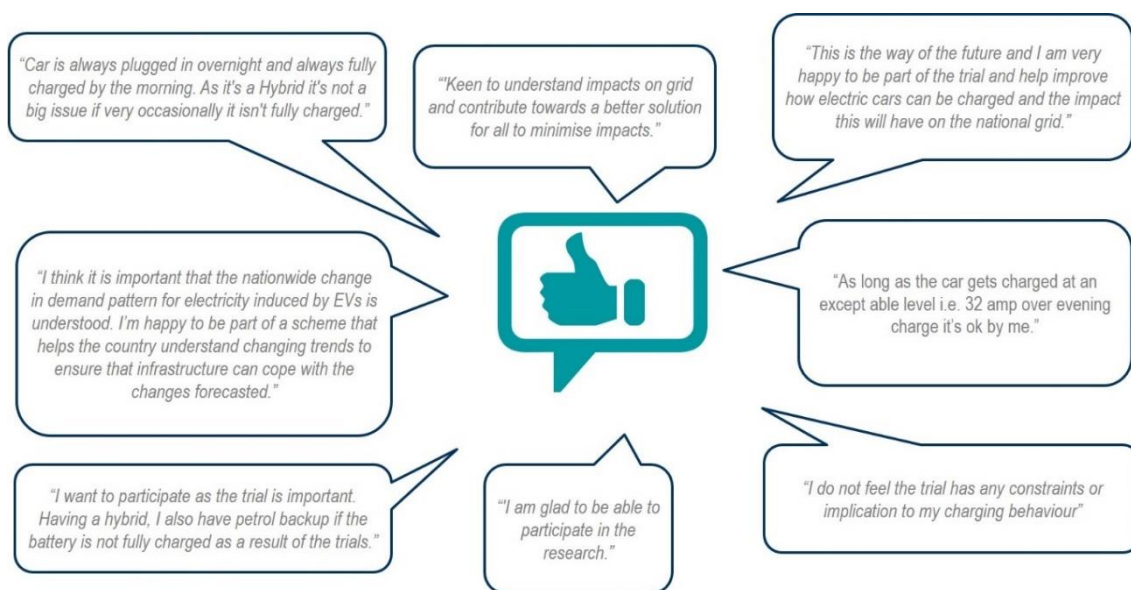 “Car is always plugged in overnight and always fully
charged by the morning. As it's a Hybrid it's not a
big issue if very occasionally it isn't fully charged.”
“'Keen to understand impacts on grid
and contribute towards a better solution
for all to minimise impacts.”
“This is the way of the future and I am very
happy to be part of the trial and help improve
how electric cars can be charged and the impact
this will have on the national grid.”
“I think it is important that the nationwide change
in demand pattern for electricity induced by EVs is
understood. I’m happy to be part of a scheme that
helps the country understand changing trends to
ensure that infrastructure can cope with the
changes forecasted.”
“As long as the car gets charged at an
except able level i.e. 32 amp over evening
charge it’s ok by me.”
“I want to participate as the trial is important.
Having a hybrid, I also have petrol backup if the
battery is not fully charged as a result of the trials.”
“'I am glad to be able to
participate in the
research.”
“I do not feel the trial has any constraints or
implication to my charging behaviour”